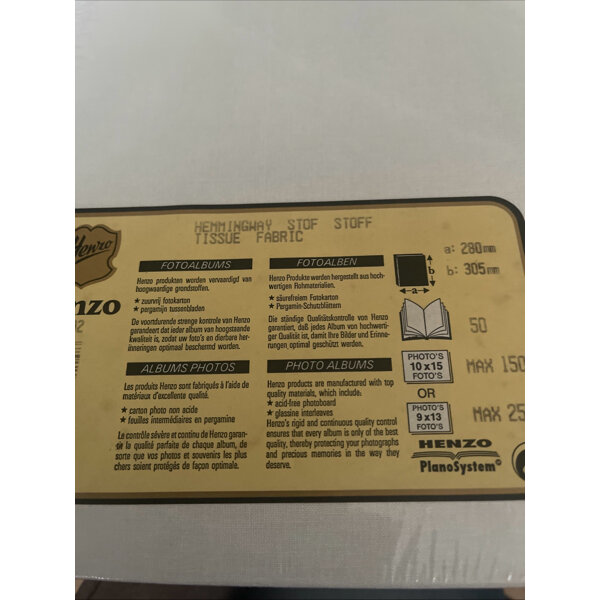 HEMMINGWAY STOF STOFF
TISSUE FABRIC
Henzo
FOTOALBUMS
Henzo produkten worden vervaardigd van
hoogwaardige grondstoffen.
★ zuurvrij fotokarton
★ pergamijn tussenbladen
De voortdurende strenge kontrole van Henzo
garandeert dat ieder album van hoogstaande
kwaliteit is, zodat uw foto's en dierbare her-
inneringen optimaal beschermd worden.
FOTOALBEN
Henzo Produkte werden hergestellt aus hoch-
wertigen Rohmaterialien.
★ säurefreiem Fotokarton
★ Pergamin-Schutzblättern
Die ständige Qualitätskontrolle von Henzo
garantiert, daß jedes Album von hochwerti-
ger Qualität ist, damit Ihre Bilder und Erinne-
rungen optimal geschützt werden.
ALBUMS PHOTOS
Les produits Henzo sont fabriqués à l'aide de
matériaux d'excellente qualité.
★ carton photo non acide
★ feuilles intermédiaires en pergamine
Le contrôle sévère et continu de Henzo garan-
tit la qualité parfaite de chaque album, de
sorte que vos photos et souvenirs les plus
chers soient protégés de façon optimale.
PHOTO ALBUMS
Henzo products are manufactured with top
quality materials, which include:
★ acid-free photoboard
★ glassine interleaves
Henzo's rigid and continuous quality control
ensures that every album is only of the best
quality, thereby protecting your photographs
and precious memories in the way they
deserve.
nzo
2
b
a
a: 280mm
b: 305mm
50
PHOTO'S
10 x 15
FOTO'S
MAX 150
OR
PHOTO'S
9 x 13
FOTO'S
MAX 25
HENZO
PlanoSystem©